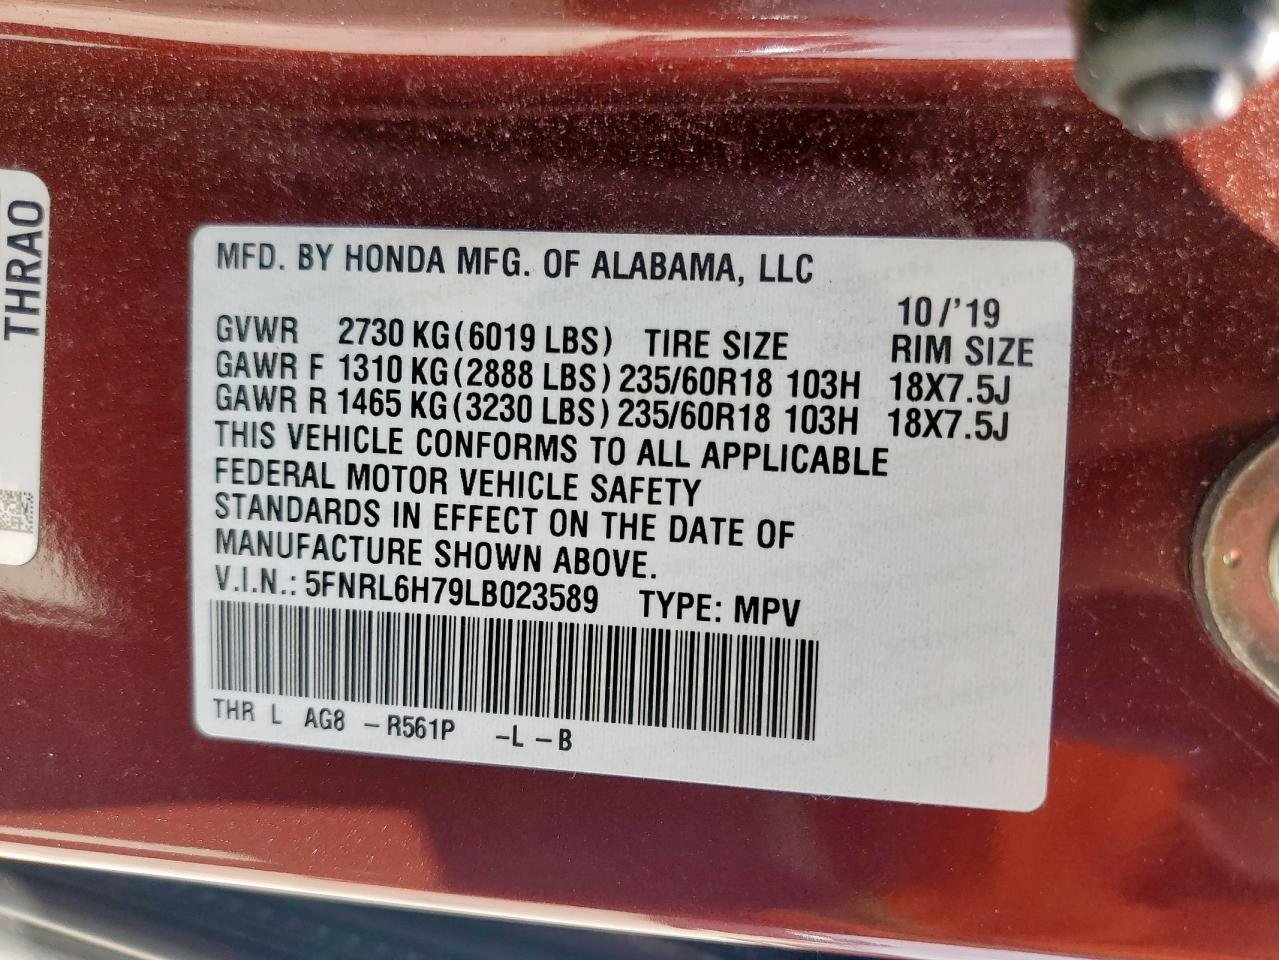 THRAO
MFD. BY HONDA MFG. OF ALABAMA, LLC
10/'19
GVWR 2730 KG(6019 LBS) TIRE SIZE RIM SIZE
GAWR F 1310 KG(2888 LBS) 235/60R18 103H 18X7.5J
GAWR R 1465 KG(3230 LBS) 235/60R18 103H 18X7.5J
THIS VEHICLE CONFORMS TO ALL APPLICABLE
FEDERAL MOTOR VEHICLE SAFETY
STANDARDS IN EFFECT ON THE DATE OF
MANUFACTURE SHOWN ABOVE.
V.I.N.: 5FNRL6H79LB023589 TYPE: MPV
THR L AG8 -R561P -L -B